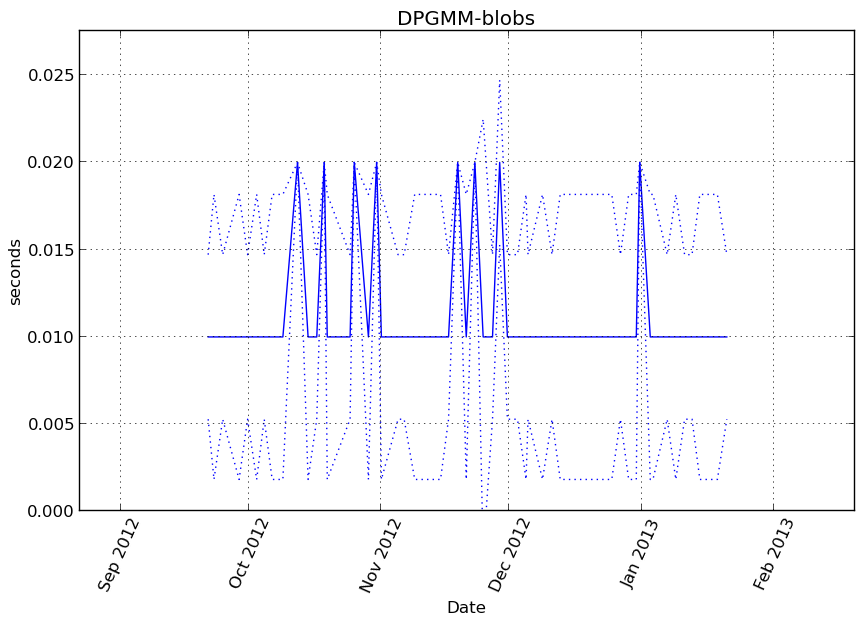 DPGMM-blobs
0.025
0.020
0.015
0.010
0.005
0.000
seconds
Sep 2012
Oct 2012
Nov 2012
Dec 2012
Jan 2013
Feb 2013
Date